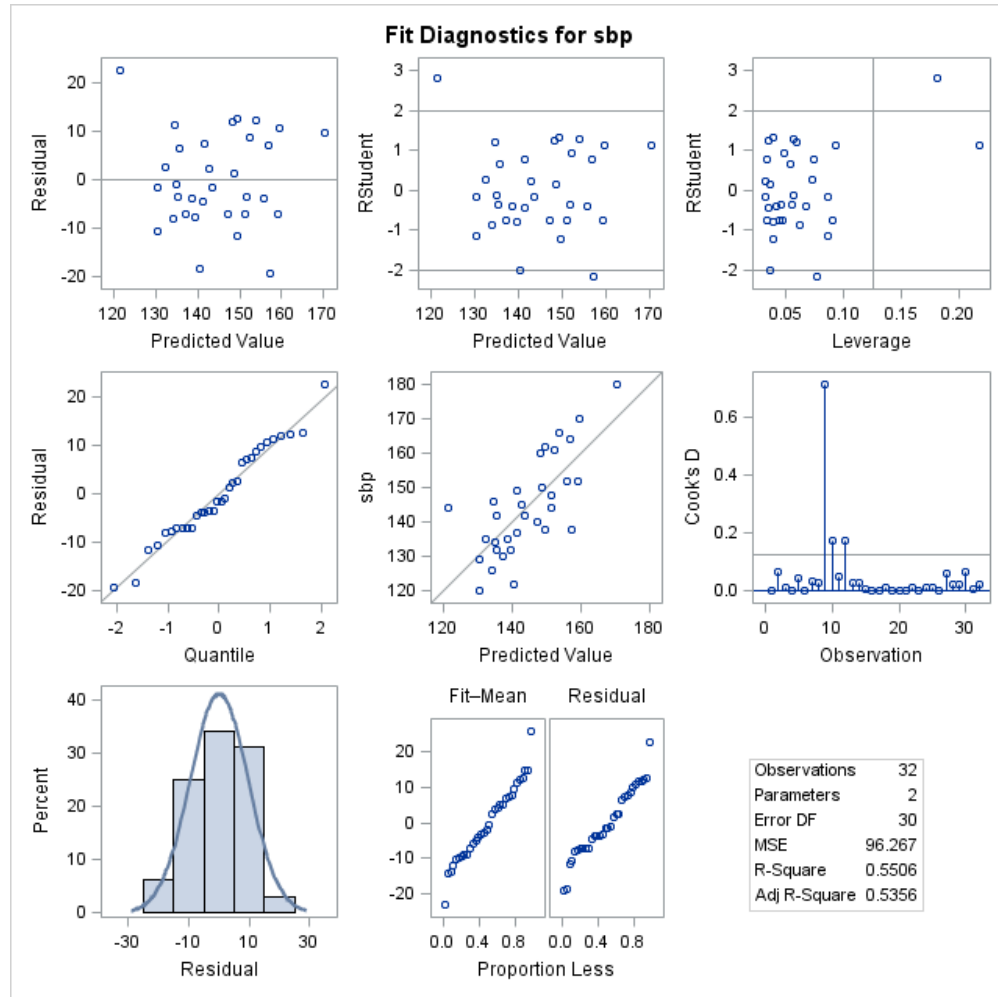 Fit Diagnostics for sbp
Residual
20
10
0
-10
-20
120 130 140 150 160 170
Predicted Value
RStudent
3
2
1
0
-1
-2
120 130 140 150 160 170
Predicted Value
RStudent
3
2
1
0
-1
-2
0.05 0.10 0.15 0.20
Leverage
Residual
20
10
0
-10
-20
-2 -1 0 1 2
Quantile
sbp
180
170
160
150
140
130
120
120 140 160 180
Predicted Value
Cook's D
0.6
0.4
0.2
0.0
0 10 20 30
Observation
Percent
40
30
20
10
0
-30 -10 10 30
Residual
Fit–Mean Residual
20
10
0
-10
-20
0.0 0.4 0.8 0.0 0.4 0.8
Proportion Less
Observations 32
Parameters 2
Error DF 30
MSE 96.267
R-Square 0.5506
Adj R-Square 0.5356